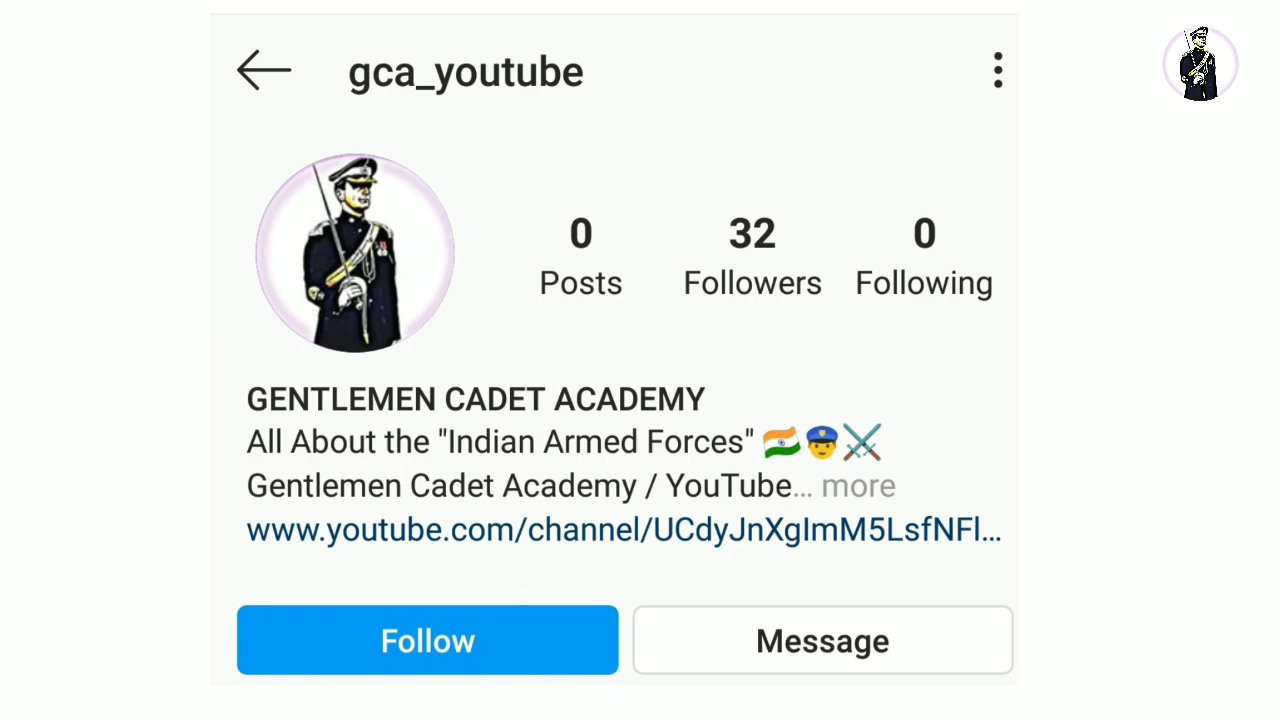 gca_youtube
0
32
0
Posts
Followers
Following
GENTLEMEN CADET ACADEMY
All About the "Indian Armed Forces" 🇮🇳👮⚔️
Gentlemen Cadet Academy / YouTube... more
www.youtube.com/channel/UCdyJnXgImM5LsfNFl...
Follow
Message